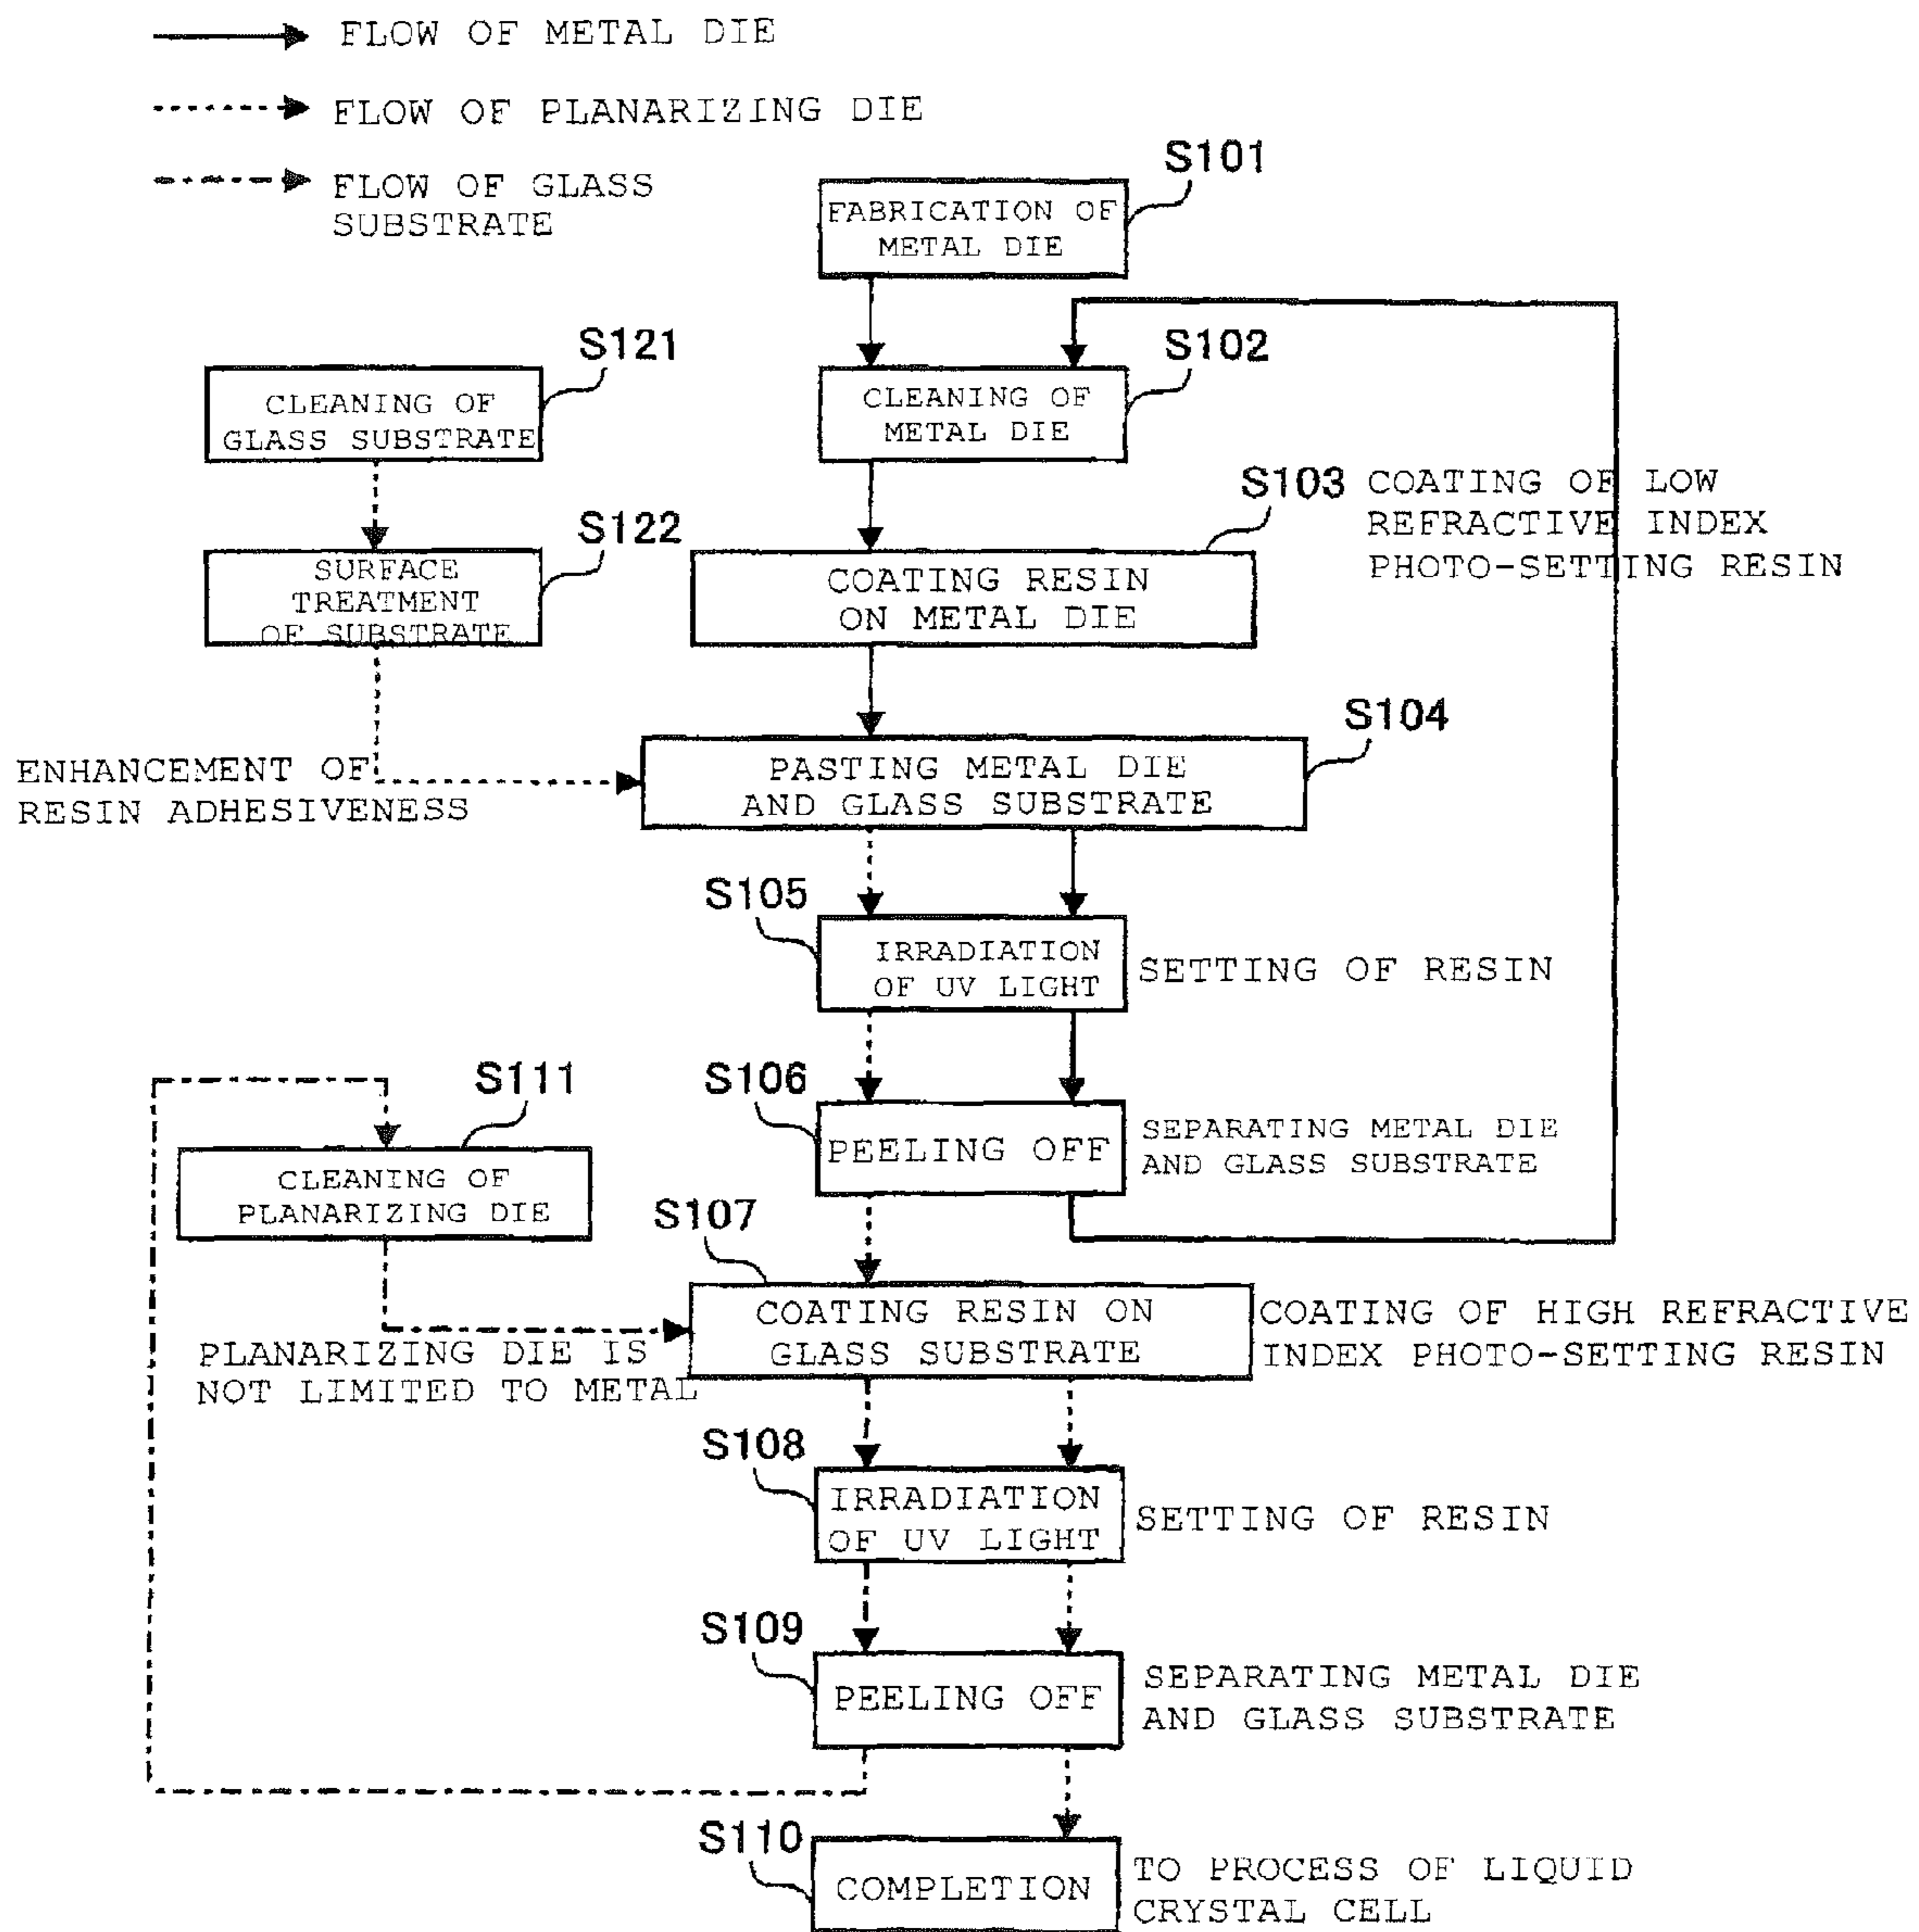 FLOW OF METAL DIE
FLOW OF PLANARIZING DIE
FLOW OF GLASS
SUBSTRATE
S101
FABRICATION OF
METAL DIE
S121
CLEANING OF
GLASS SUBSTRATE
S102
CLEANING OF
METAL DIE
S122
SURFACE
TREATMENT
OF SUBSTRATE
S103 COATING OF LOW
REFRACTIVE INDEX
PHOTO-SETTING RESIN
COATING RESIN
ON METAL DIE
S104
ENHANCEMENT OF
RESIN ADHESIVENESS
PASTING METAL DIE
AND GLASS SUBSTRATE
S105
IRRADIATION
OF UV LIGHT
SETTING OF RESIN
S106
PEELING OFF
SEPARATING METAL DIE
AND GLASS SUBSTRATE
S111
CLEANING OF
PLANARIZING DIE
S107
COATING RESIN ON
GLASS SUBSTRATE
COATING OF HIGH REFRACTIVE
INDEX PHOTO-SETTING RESIN
PLANARIZING DIE IS
NOT LIMITED TO METAL
S108
IRRADIATION
OF UV LIGHT
SETTING OF RESIN
S109
PEELING OFF
SEPARATING METAL DIE
AND GLASS SUBSTRATE
S110
COMPLETION
TO PROCESS OF LIQUID
CRYSTAL CELL